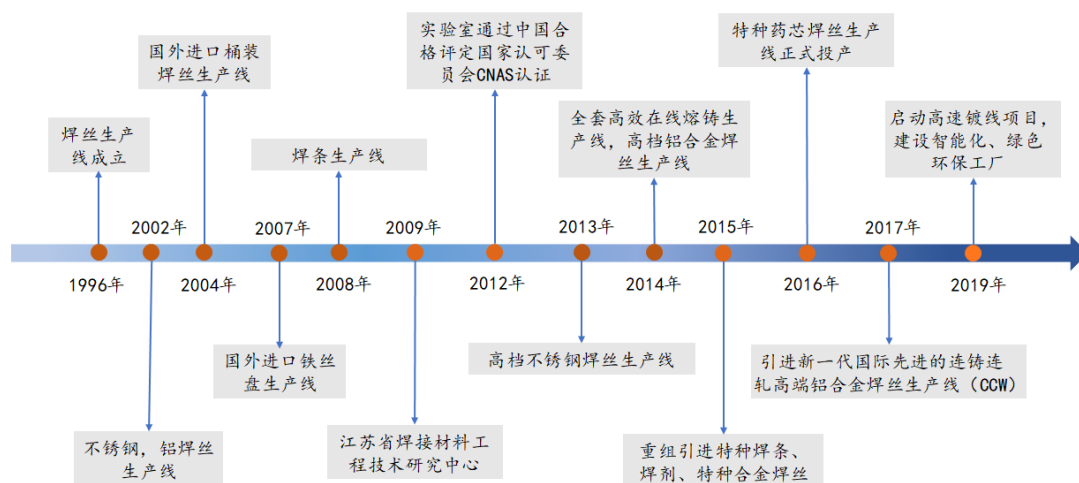 国外进口桶装
焊丝生产线
实验室通过中国合
格评定国家认可委
员会CNAS认证
特种药芯焊丝生产
线正式投产
焊丝生产
线成立
焊条生产线
全套高效在线熔铸生
产线，高档铝合金焊
丝生产线
启动高速镀线项目，
建设智能化、绿色
环保工厂
2002年
2007年
2009年
2013年
2015年
2017年
1996年
2004年
2008年
2012年
2014年
2016年
2019年
国外进口铁丝
盘生产线
高档不锈钢焊丝生产线
引进新一代国际先进的连铸连
轧高端铝合金焊丝生产线（CCW）
不锈钢，铝焊丝
生产线
江苏省焊接材料工
程技术研究中心
重组引进特种焊条、
焊剂、特种合金焊丝